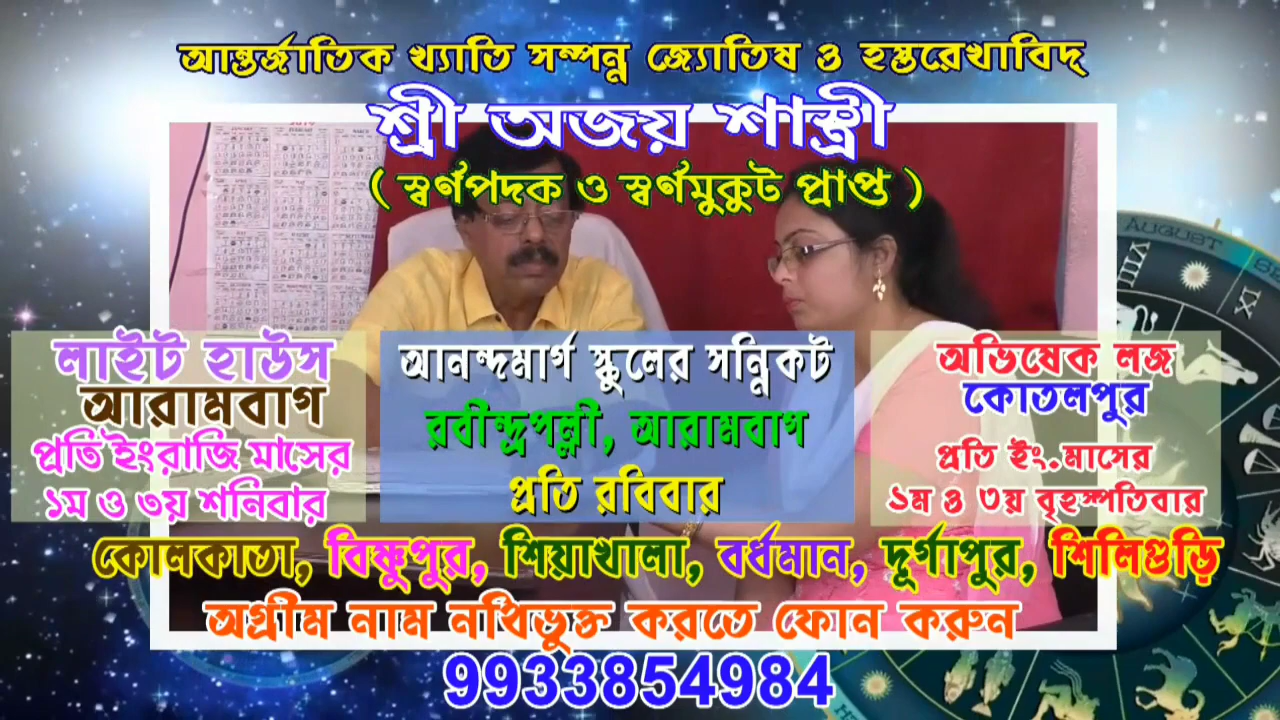 আন্তর্জাতিক খ্যাতি সম্পন্ন জ্যোতিষ ও হস্তরেখাবিদ্
শ্রী অজয় শাস্ত্রী
( স্বর্ণপদক ও স্বর্ণমুকুট প্রাপ্ত )
লাইট হাউস
আরামবাগ
প্রতি ইংরাজি মাসের
১ম ও ৩য় শনিবার
আনন্দমার্গ স্কুলের সন্নিকট
রবীন্দ্রপল্লী, আরামবাগ
প্রতি রবিবার
অভিষেক লজ
কোতলপুর
প্রতি ইং.মাসের
১ম ও ৩য় বৃহস্পতিবার
কোলকাতা, বিষ্ণুপুর, শিয়াখালা, বর্ধমান, দূর্গাপুর, শিলিগুড়ি
অগ্রীম নাম নথিভুক্ত করতে ফোন করুন
9933854984
AUGUST
XI